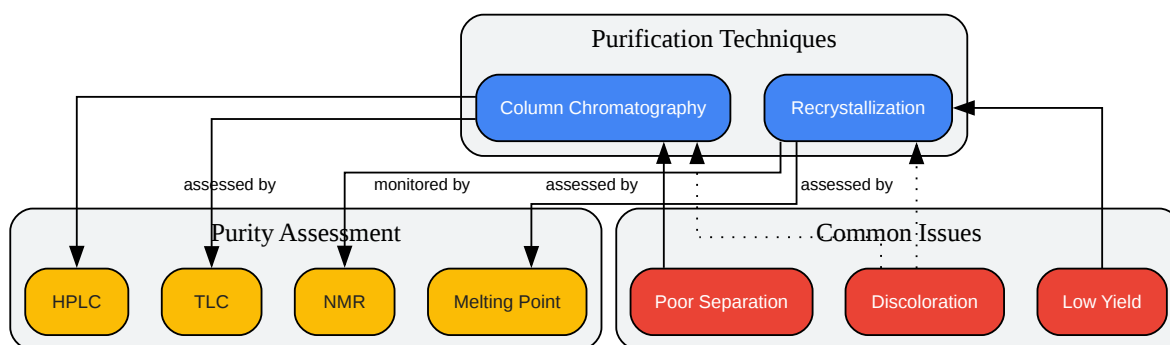 Purification Techniques
Column Chromatography
Recrystallization
assessed by
monitored by
assessed by
assessed by
Purity Assessment
Common Issues
HPLC
TLC
NMR
Melting Point
Poor Separation
Discoloration
Low Yield